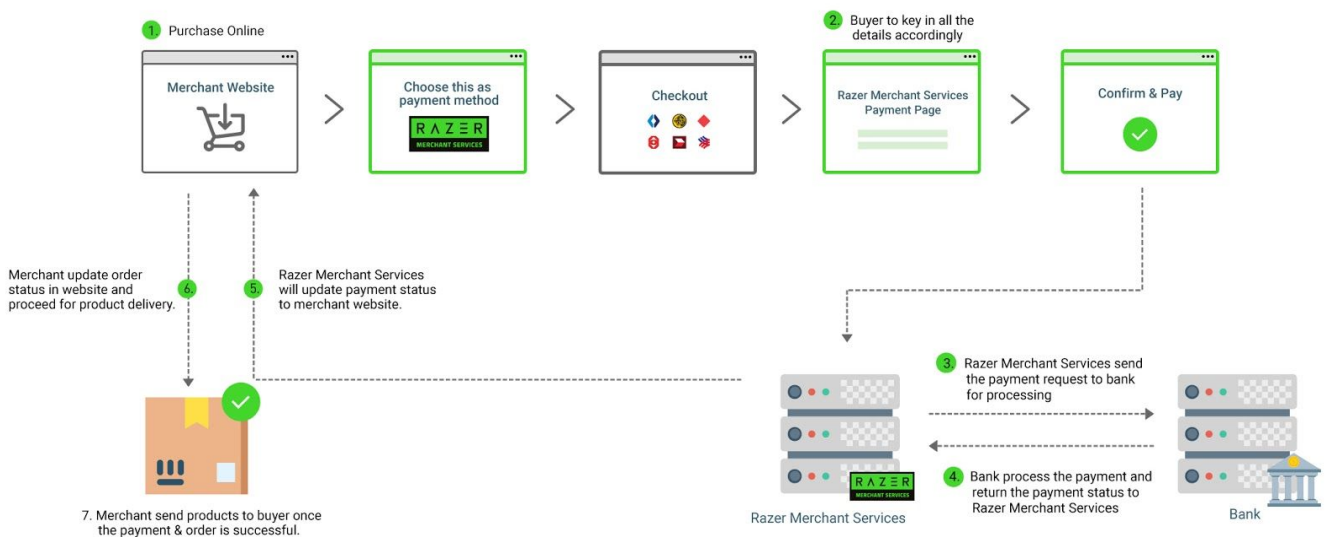 1. Purchase Online
2. Buyer to key in all the
details accordingly
Merchant Website
Choose this as
payment method
RAZER
MERCHANT SERVICES
Checkout
Razer Merchant Services
Payment Page
Confirm & Pay
Merchant update order
status in website and
proceed for product delivery.
6.
5.
Razer Merchant Services
will update payment status
to merchant website.
3. Razer Merchant Services send
the payment request to bank
for processing
4. Bank process the payment and
return the payment status to
Razer Merchant Services
RAZER
MERCHANT SERVICES
Razer Merchant Services
Bank
7. Merchant send products to buyer once
the payment & order is successful.